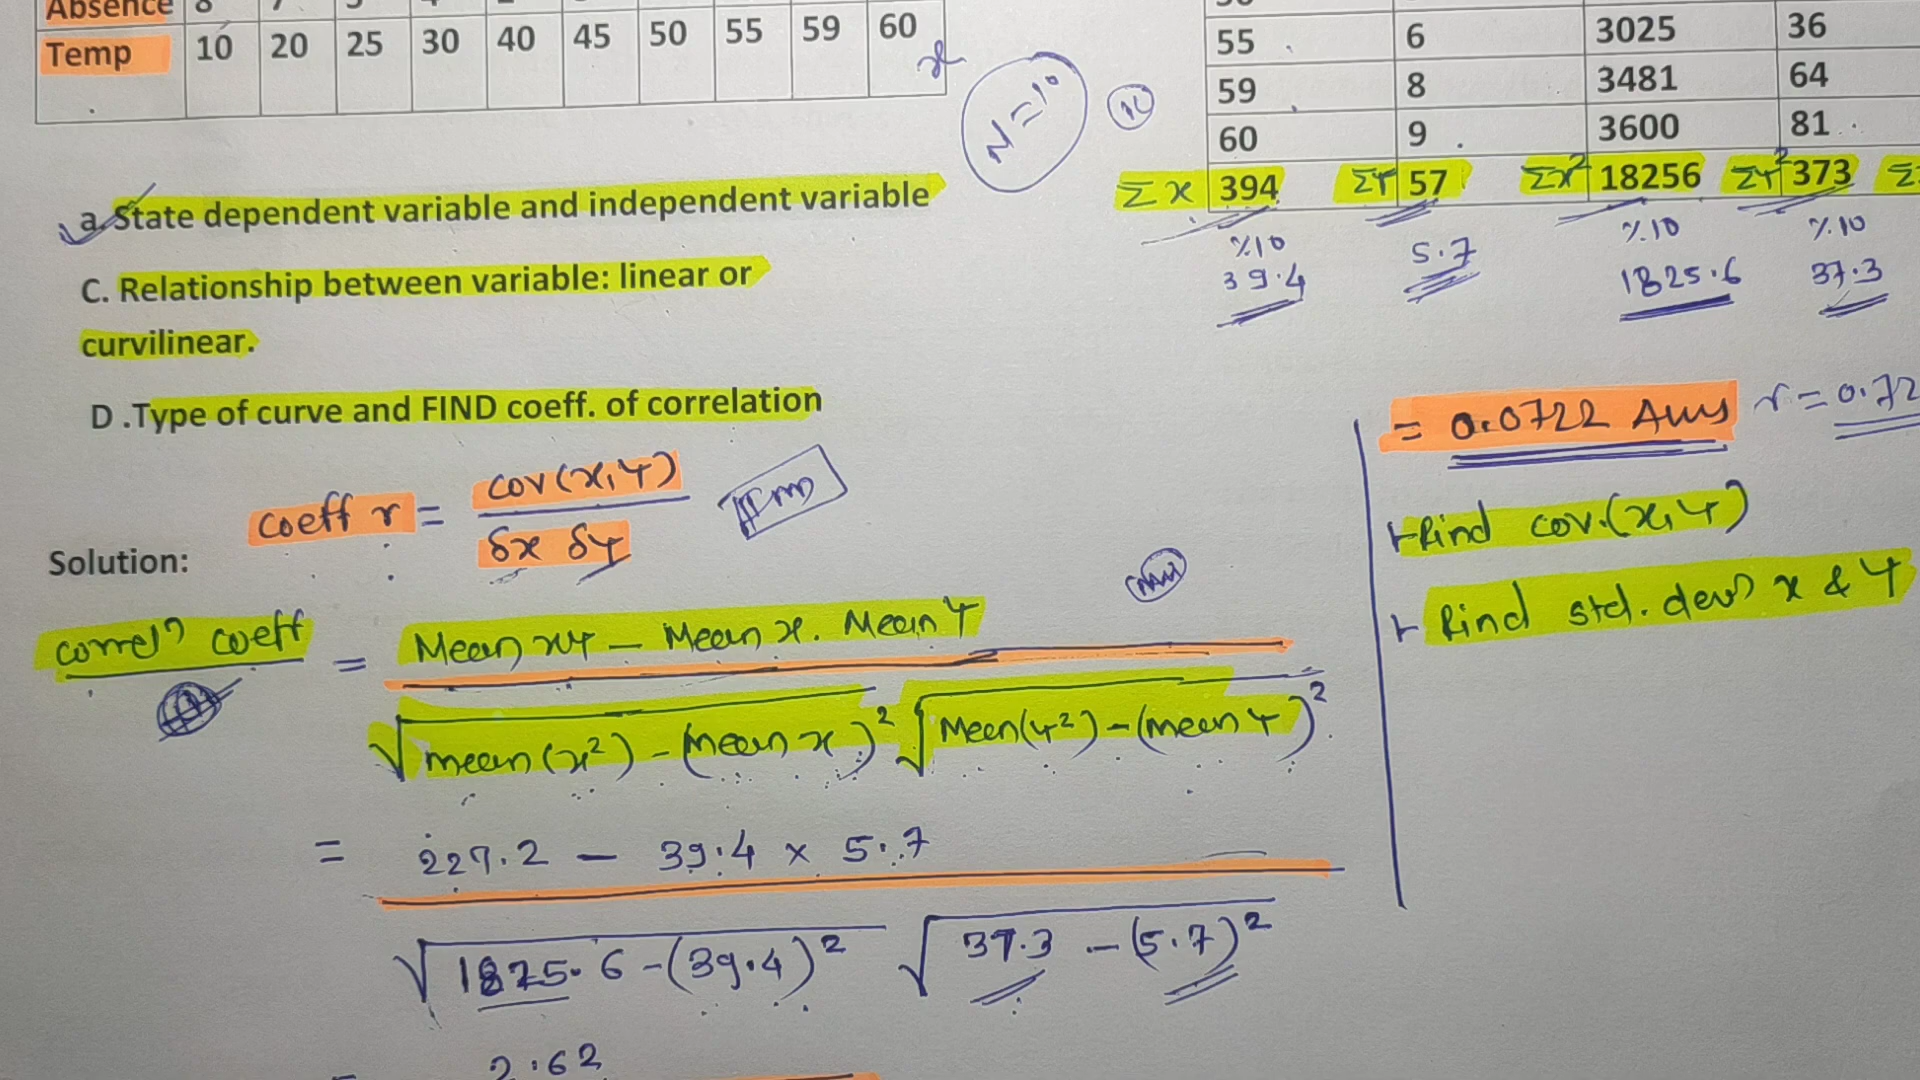 Absence 8 7 5 4
Temp 10 20 25 30 40 45 50 55 59 60
x
N=10
55 6 3025 36
59 8 3481 64
60 9 3600 81
Σx 394 ΣY 57 Σx² 18256 ΣY² 373 Σ
%10 %10 %10
39.4 5.7 1825.6 37.3
a. State dependent variable and independent variable
C. Relationship between variable: linear or
curvilinear.
D .Type of curve and FIND coeff. of correlation
coeff r = cov(x,Y)
δx δY
Solution:
correlⁿ coeff = Mean xY – Mean x. Mean Y
√mean(x²) – (mean x)² √Mean(Y²) – (mean Y)²
= 227.2 – 39.4 × 5.7
√1825.6 – (39.4)² √37.3 – (5.7)²
= 2.62
= 0.0722 Ans r = 0.72
Find cov.(x,Y)
Find std. devⁿ x & Y